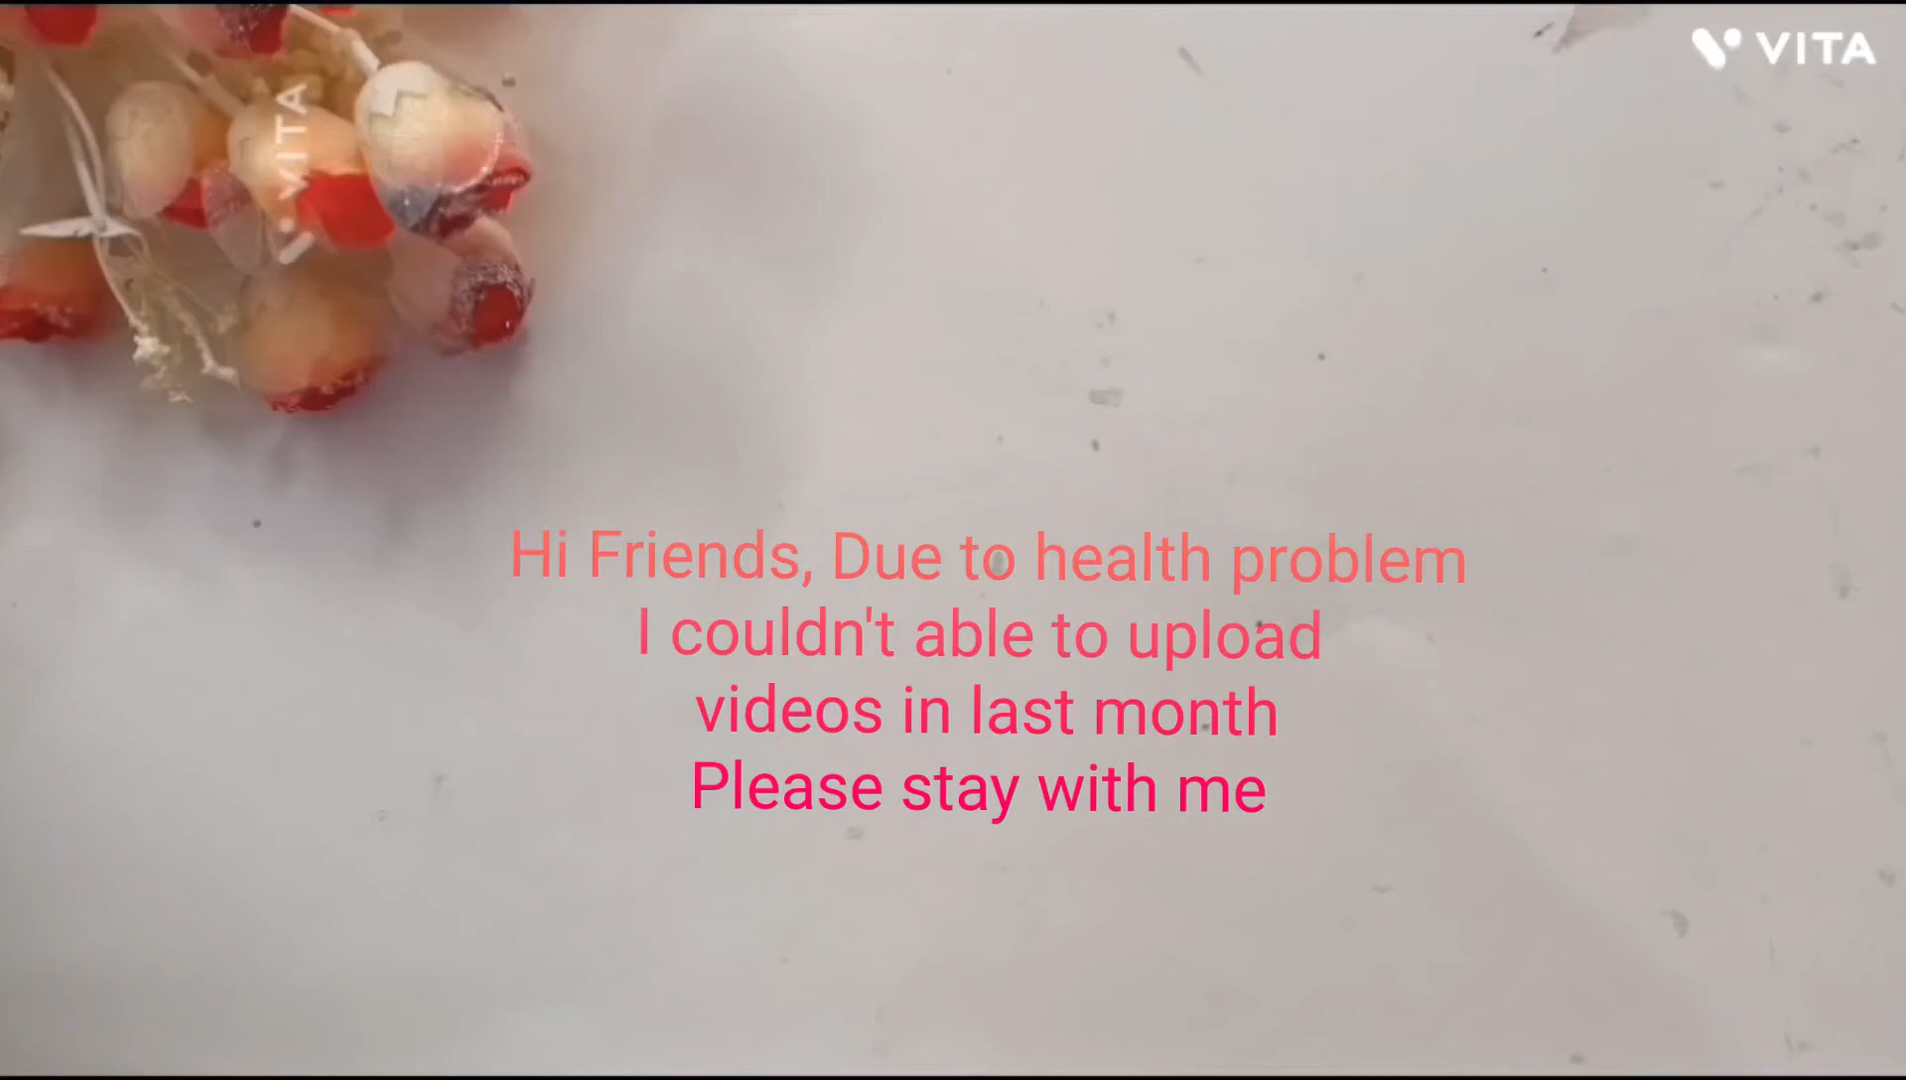 VITA
VITA
Hi Friends, Due to health problem
I couldn't able to upload
videos in last month
Please stay with me